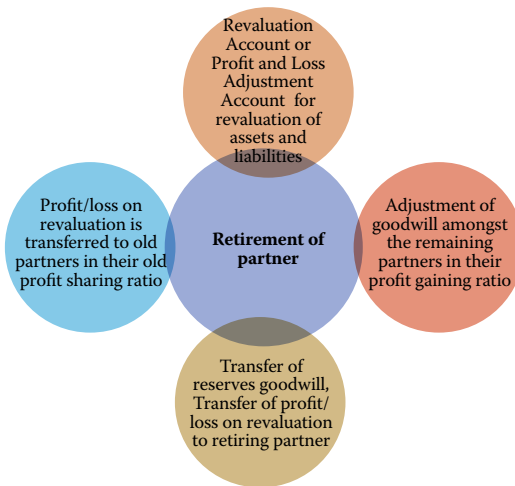 Revaluation
Account or
Profit and Loss
Adjustment
Account for
revaluation of
assets and
liabilities
Profit/loss on
revaluation is
transferred to old
partners in their old
profit sharing ratio
Retirement of
partner
Adjustment of
goodwill amongst
the remaining
partners in their
profit gaining ratio
Transfer of
reserves goodwill,
Transfer of profit/
loss on revaluation
to retiring partner